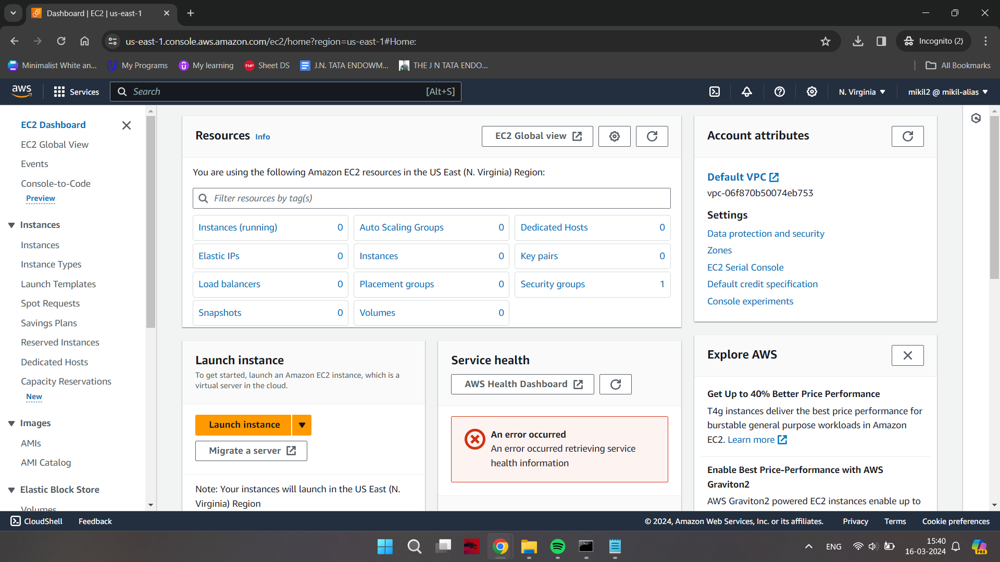 Dashboard | EC2 | us-east-1
us-east-1.console.aws.amazon.com/ec2/home?region=us-east-1#Home:
Incognito (2)
Minimalist White an...
My Programs
My learning
TUF
Sheet DS
J.N. TATA ENDOWM...
THE J N TATA ENDO...
All Bookmarks
aws
Services
Search
[Alt+S]
N. Virginia
mikil2 @ mikil-alias
EC2 Dashboard
EC2 Global View
Events
Console-to-Code
Preview
Instances
Instances
Instance Types
Launch Templates
Spot Requests
Savings Plans
Reserved Instances
Dedicated Hosts
Capacity Reservations
New
Images
AMIs
AMI Catalog
Elastic Block Store
Volumes
Resources Info
EC2 Global view
You are using the following Amazon EC2 resources in the US East (N. Virginia) Region:
Filter resources by tag(s)
Instances (running) 0
Auto Scaling Groups 0
Dedicated Hosts 0
Elastic IPs 0
Instances 0
Key pairs 0
Load balancers 0
Placement groups 0
Security groups 1
Snapshots 0
Volumes 0
Launch instance
To get started, launch an Amazon EC2 instance, which is a
virtual server in the cloud.
Launch instance
Migrate a server
Note: Your instances will launch in the US East (N.
Virginia) Region
Service health
AWS Health Dashboard
An error occurred
An error occurred retrieving service
health information
Account attributes
Default VPC
vpc-06f870b50074eb753
Settings
Data protection and security
Zones
EC2 Serial Console
Default credit specification
Console experiments
Explore AWS
Get Up to 40% Better Price Performance
T4g instances deliver the best price performance for
burstable general purpose workloads in Amazon
EC2. Learn more
Enable Best Price-Performance with AWS
Graviton2
AWS Graviton2 powered EC2 instances enable up to
CloudShell
Feedback
© 2024, Amazon Web Services, Inc. or its affiliates.
Privacy
Terms
Cookie preferences
ENG
15:40
16-03-2024
PRE